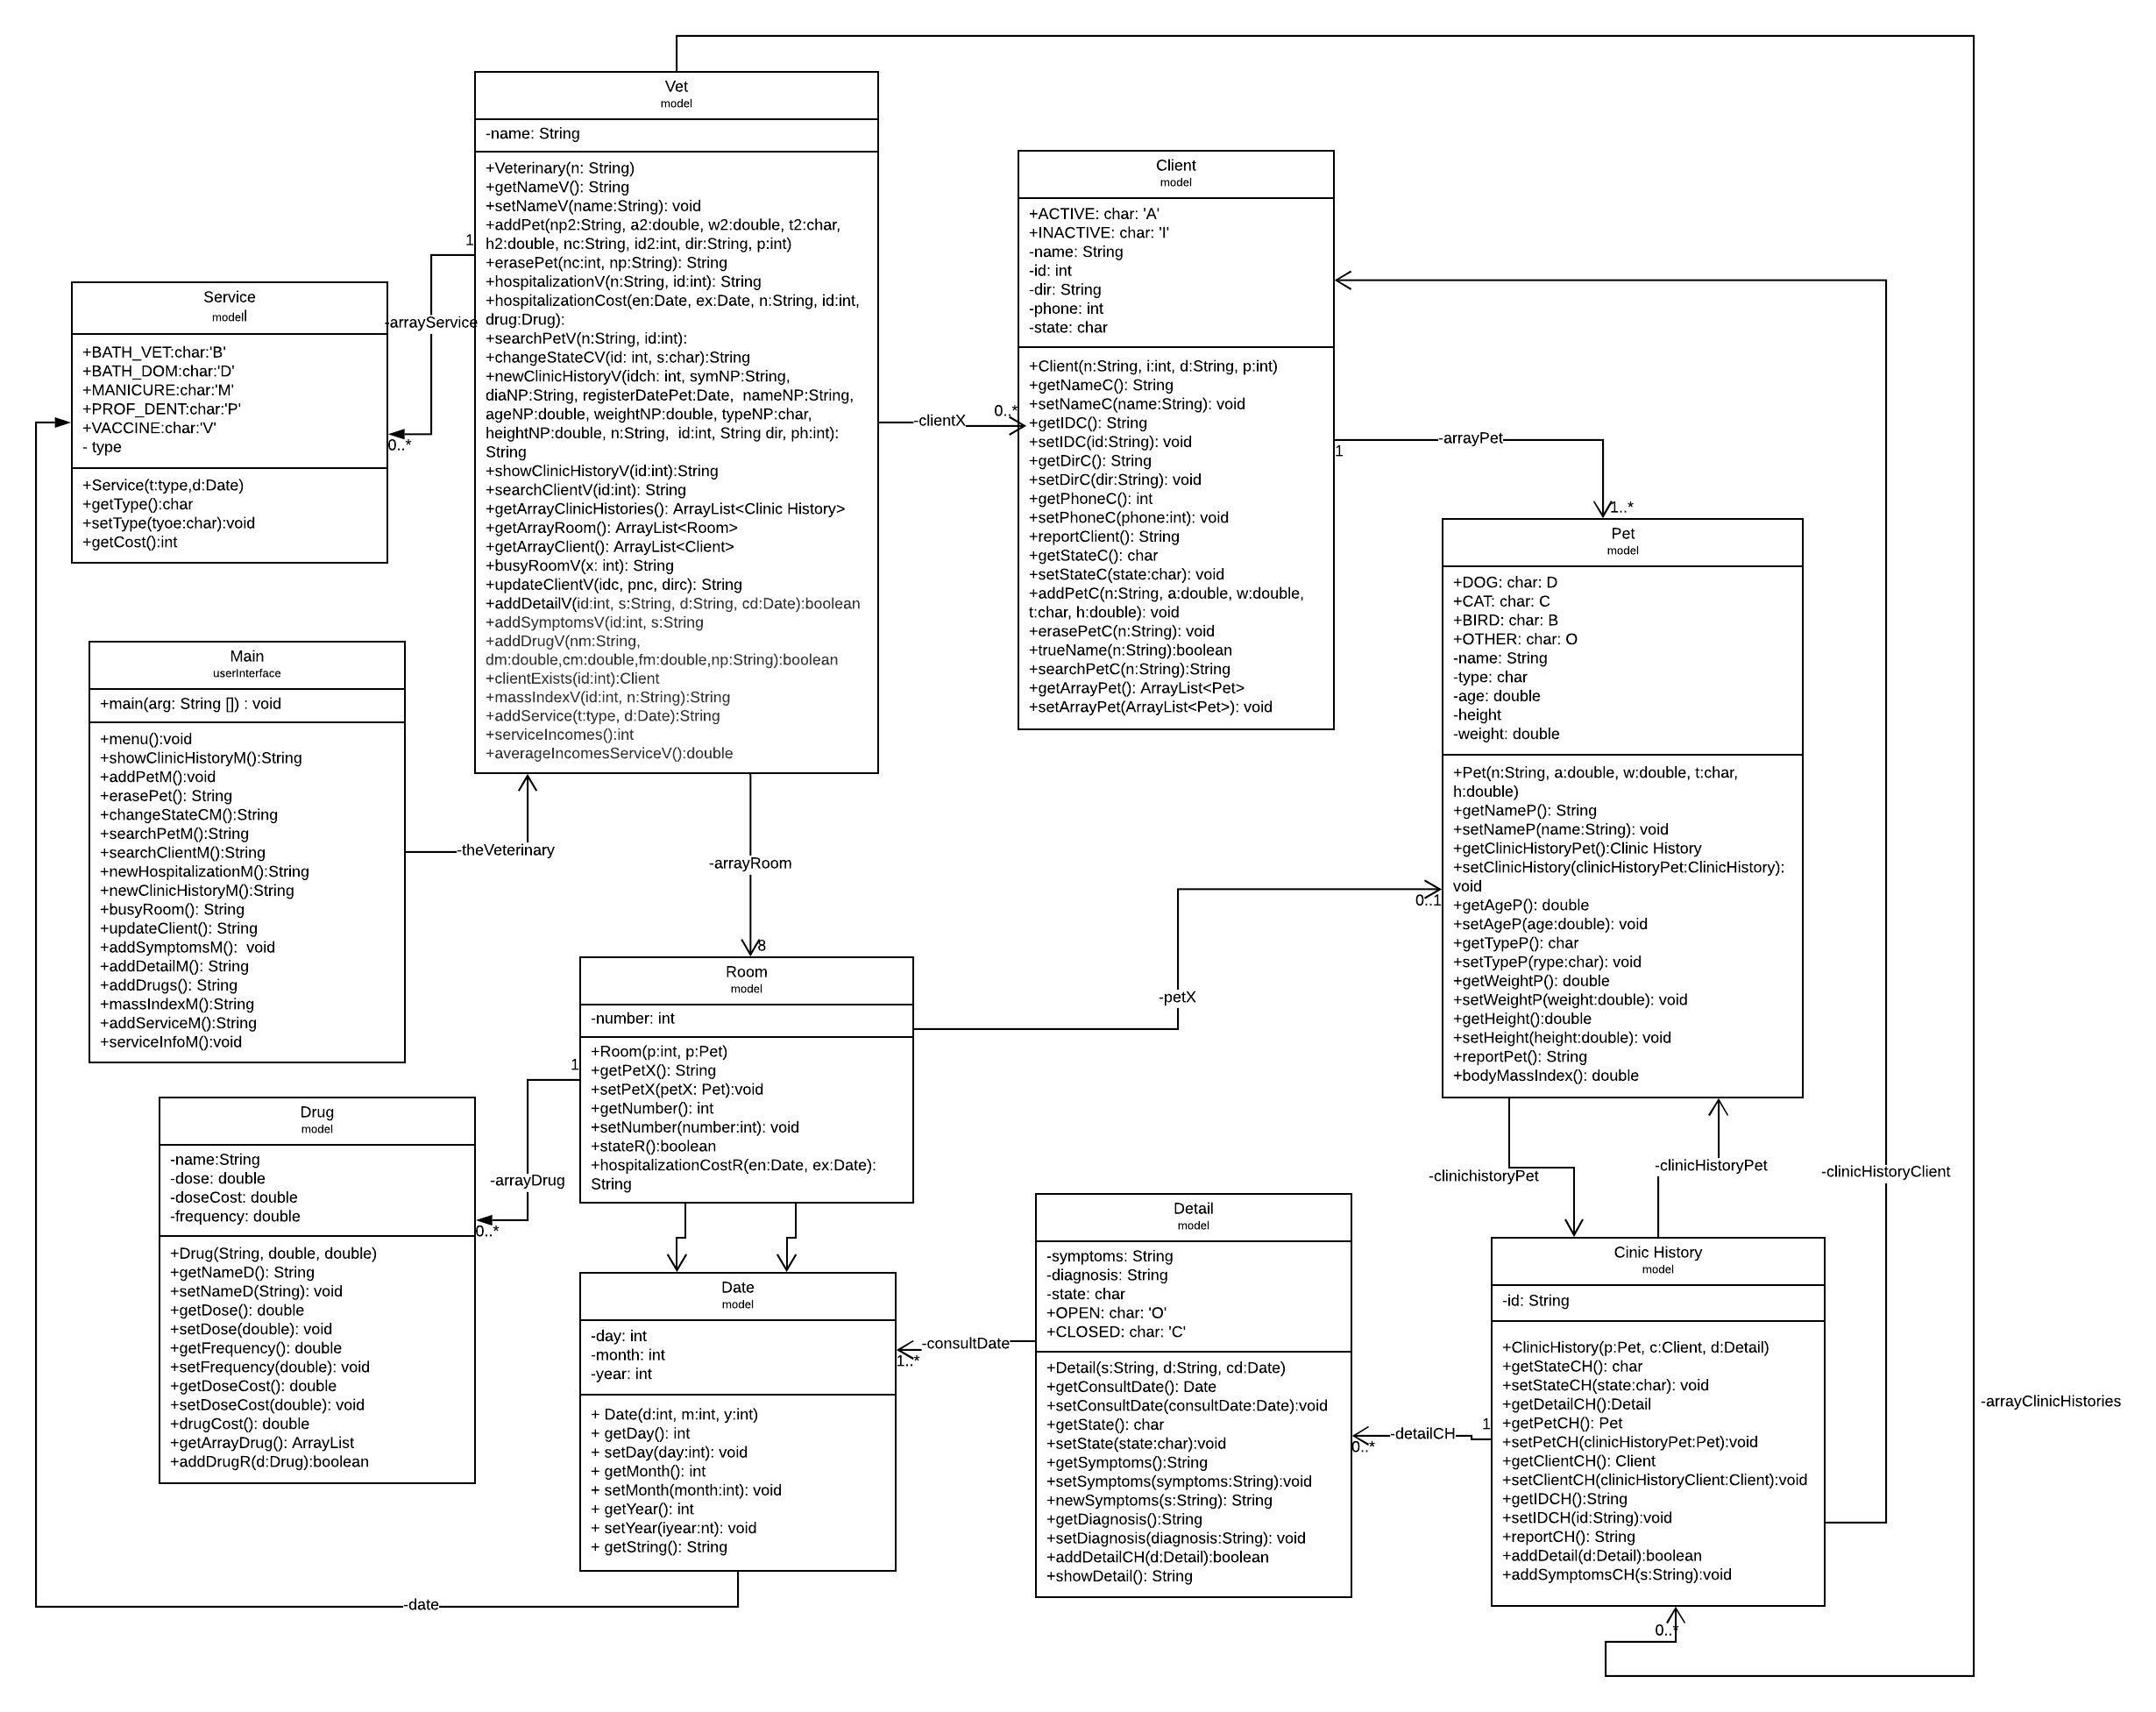 Vet
model
-name: String
+Veterinary(n: String)
+getNameV(): String
+setNameV(name:String): void
+addPet(np2:String, a2:double, w2:double, t2:char,
h2:double, nc:String, id2:int, dir:String, p:int)
+erasePet(nc:int, np:String): String
+hospitalizationV(n:String, id:int): String
+hospitalizationCost(en:Date, ex:Date, n:String, id:int,
drug:Drug):
+searchPetV(n:String, id:int):
+changeStateCV(id: int, s:char):String
+newClinicHistoryV(idch: int, symNP:String,
diaNP:String, registerDatePet:Date,  nameNP:String,
ageNP:double, weightNP:double, typeNP:char,
heightNP:double, n:String,  id:int, String dir, ph:int):
String
+showClinicHistoryV(id:int):String
+searchClientV(id:int): String
+getArrayClinicHistories(): ArrayList<Clinic History>
+getArrayRoom(): ArrayList<Room>
+getArrayClient(): ArrayList<Client>
+busyRoomV(x: int): String
+updateClientV(idc, pnc, dirc): String
+addDetailV(id:int, s:String, d:String, cd:Date):boolean
+addSymptomsV(id:int, s:String
+addDrugV(nm:String,
dm:double,cm:double,fm:double,np:String):boolean
+clientExists(id:int):Client
+massIndexV(id:int, n:String):String
+addService(t:type, d:Date):String
+serviceIncomes():int
+averageIncomesServiceV():double
1
-arrayService
0..*
Service
modell
+BATH_VET:char:'B'
+BATH_DOM:char:'D'
+MANICURE:char:'M'
+PROF_DENT:char:'P'
+VACCINE:char:'V'
- type
+Service(t:type,d:Date)
+getType():char
+setType(tyoe:char):void
+getCost():int
-clientX
0..*
Client
model
+ACTIVE: char: 'A'
+INACTIVE: char: 'I'
-name: String
-id: int
-dir: String
-phone: int
-state: char
+Client(n:String, i:int, d:String, p:int)
+getNameC(): String
+setNameC(name:String): void
+getIDC(): String
+setIDC(id:String): void
+getDirC(): String
+setDirC(dir:String): void
+getPhoneC(): int
+setPhoneC(phone:int): void
+reportClient(): String
+getStateC(): char
+setStateC(state:char): void
+addPetC(n:String, a:double, w:double,
t:char, h:double): void
+erasePetC(n:String): void
+trueName(n:String):boolean
+searchPetC(n:String):String
+getArrayPet(): ArrayList<Pet>
+setArrayPet(ArrayList<Pet>): void
1
-arrayPet
1..*
Pet
model
+DOG: char: D
+CAT: char: C
+BIRD: char: B
+OTHER: char: O
-name: String
-type: char
-age: double
-height
-weight: double
+Pet(n:String, a:double, w:double, t:char,
h:double)
+getNameP(): String
+setNameP(name:String): void
+getClinicHistoryPet():Clinic History
+setClinicHistory(clinicHistoryPet:ClinicHistory):
void
+getAgeP(): double
+setAgeP(age:double): void
+getTypeP(): char
+setTypeP(rype:char): void
+getWeightP(): double
+setWeightP(weight:double): void
+getHeight():double
+setHeight(height:double): void
+reportPet(): String
+bodyMassIndex(): double
Main
userInterface
+main(arg: String []) : void
+menu():void
+showClinicHistoryM():String
+addPetM():void
+erasePet(): String
+changeStateCM():String
+searchPetM():String
+searchClientM():String
+newHospitalizationM():String
+newClinicHistoryM():String
+busyRoom(): String
+updateClient(): String
+addSymptomsM():  void
+addDetailM(): String
+addDrugs(): String
+massIndexM():String
+addServiceM():String
+serviceInfoM():void
-theVeterinary
-arrayRoom
8
0..1
-petX
Room
model
-number: int
+Room(p:int, p:Pet)
+getPetX(): String
+setPetX(petX: Pet):void
+getNumber(): int
+setNumber(number:int): void
+stateR():boolean
+hospitalizationCostR(en:Date, ex:Date):
String
1
-arrayDrug
0..*
Drug
model
-name:String
-dose: double
-doseCost: double
-frequency: double
+Drug(String, double, double)
+getNameD(): String
+setNameD(String): void
+getDose(): double
+setDose(double): void
+getFrequency(): double
+setFrequency(double): void
+getDoseCost(): double
+setDoseCost(double): void
+drugCost(): double
+getArrayDrug(): ArrayList
+addDrugR(d:Drug):boolean
Date
model
-day: int
-month: int
-year: int
+ Date(d:int, m:int, y:int)
+ getDay(): int
+ setDay(day:int): void
+ getMonth(): int
+ setMonth(month:int): void
+ getYear(): int
+ setYear(iyear:nt): void
+ getString(): String
-date
-consultDate
1..*
Detail
model
-symptoms: String
-diagnosis: String
-state: char
+OPEN: char: 'O'
+CLOSED: char: 'C'
+Detail(s:String, d:String, cd:Date)
+getConsultDate(): Date
+setConsultDate(consultDate:Date):void
+getState(): char
+setState(state:char):void
+getSymptoms():String
+setSymptoms(symptoms:String):void
+newSymptoms(s:String): String
+getDiagnosis():String
+setDiagnosis(diagnosis:String): void
+addDetailCH(d:Detail):boolean
+showDetail(): String
-clinichistoryPet
-clinicHistoryPet
-clinicHistoryClient
1
-detailCH
0..*
Cinic History
model
-id: String
+ClinicHistory(p:Pet, c:Client, d:Detail)
+getStateCH(): char
+setStateCH(state:char): void
+getDetailCH():Detail
+getPetCH(): Pet
+setPetCH(clinicHistoryPet:Pet):void
+getClientCH(): Client
+setClientCH(clinicHistoryClient:Client):void
+getIDCH():String
+setIDCH(id:String):void
+reportCH(): String
+addDetail(d:Detail):boolean
+addSymptomsCH(s:String):void
0..*
-arrayClinicHistories